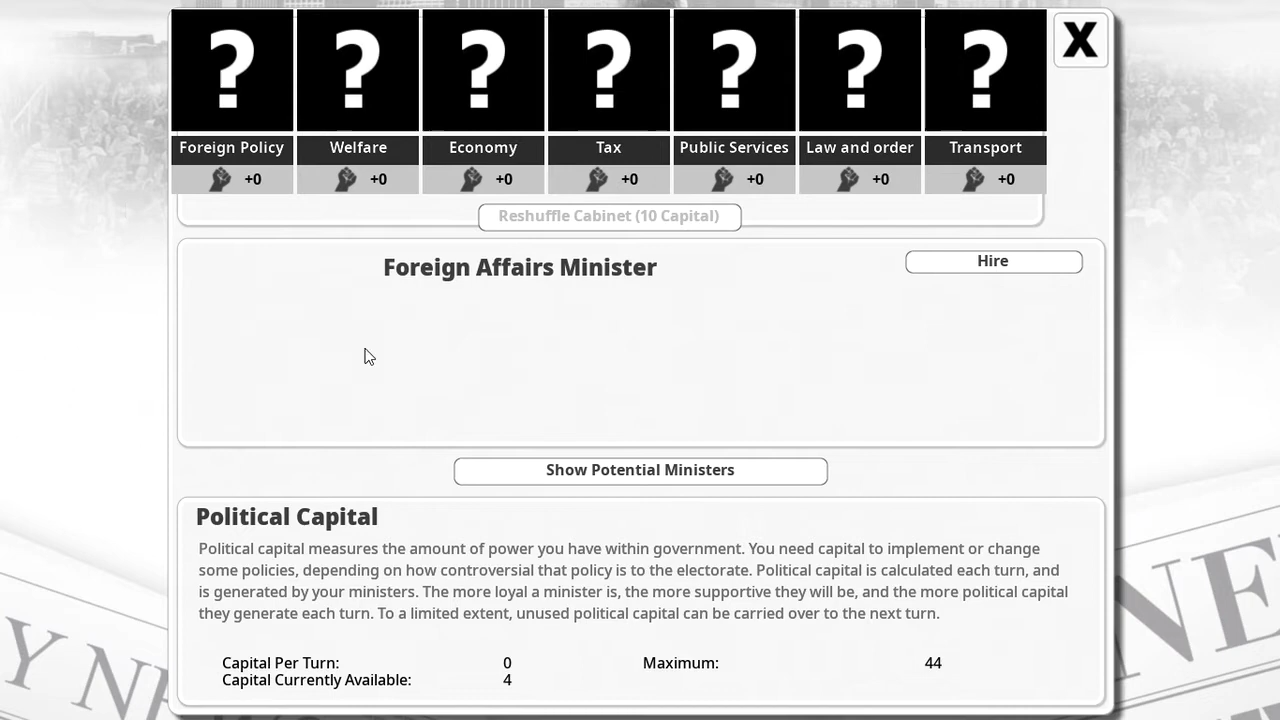 ? ? ? ? ? ? ?
X
Foreign Policy Welfare Economy Tax Public Services Law and order Transport
+0 +0 +0 +0 +0 +0 +0
Reshuffle Cabinet (10 Capital)
Foreign Affairs Minister
Hire
Show Potential Ministers
Political Capital
Political capital measures the amount of power you have within government. You need capital to implement or change
some policies, depending on how controversial that policy is to the electorate. Political capital is calculated each turn, and
is generated by your ministers. The more loyal a minister is, the more supportive they will be, and the more political capital
they generate each turn. To a limited extent, unused political capital can be carried over to the next turn.
Capital Per Turn: 0 Maximum: 44
Capital Currently Available: 4
Y NEW
NE